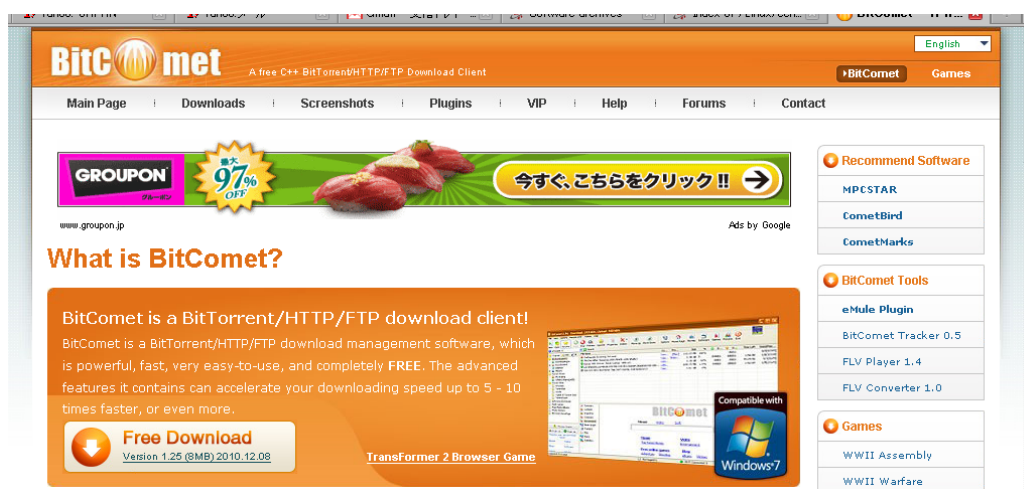 BitComet
A free C++ BitTorrent/HTTP/FTP Download Client
English
BitComet Games
Main Page Downloads Screenshots Plugins VIP Help Forums Contact
GROUPON
グルーポン
最大
97%
OFF
今すぐ、こちらをクリック!!
www.groupon.jp
Ads by Google
What is BitComet?
BitComet is a BitTorrent/HTTP/FTP download client!
BitComet is a BitTorrent/HTTP/FTP download management software, which
is powerful, fast, very easy-to-use, and completely FREE. The advanced
features it contains can accelerate your downloading speed up to 5 - 10
times faster, or even more.
Free Download
Version 1.25 (8MB) 2010.12.08
TransFormer 2 Browser Game
BitComet
Compatible with
Windows 7
Recommend Software
MPCSTAR
CometBird
CometMarks
BitComet Tools
eMule Plugin
BitComet Tracker 0.5
FLV Player 1.4
FLV Converter 1.0
Games
WWII Assembly
WWII Warfare